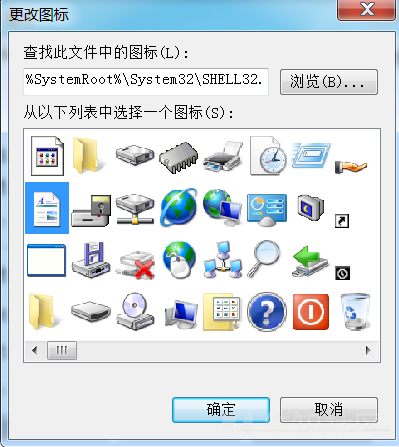 更改图标
查找此文件中的图标(L):
%SystemRoot%\System32\SHELL32.
浏览(B)...
从以下列表中选择一个图标(S):
确定
取消